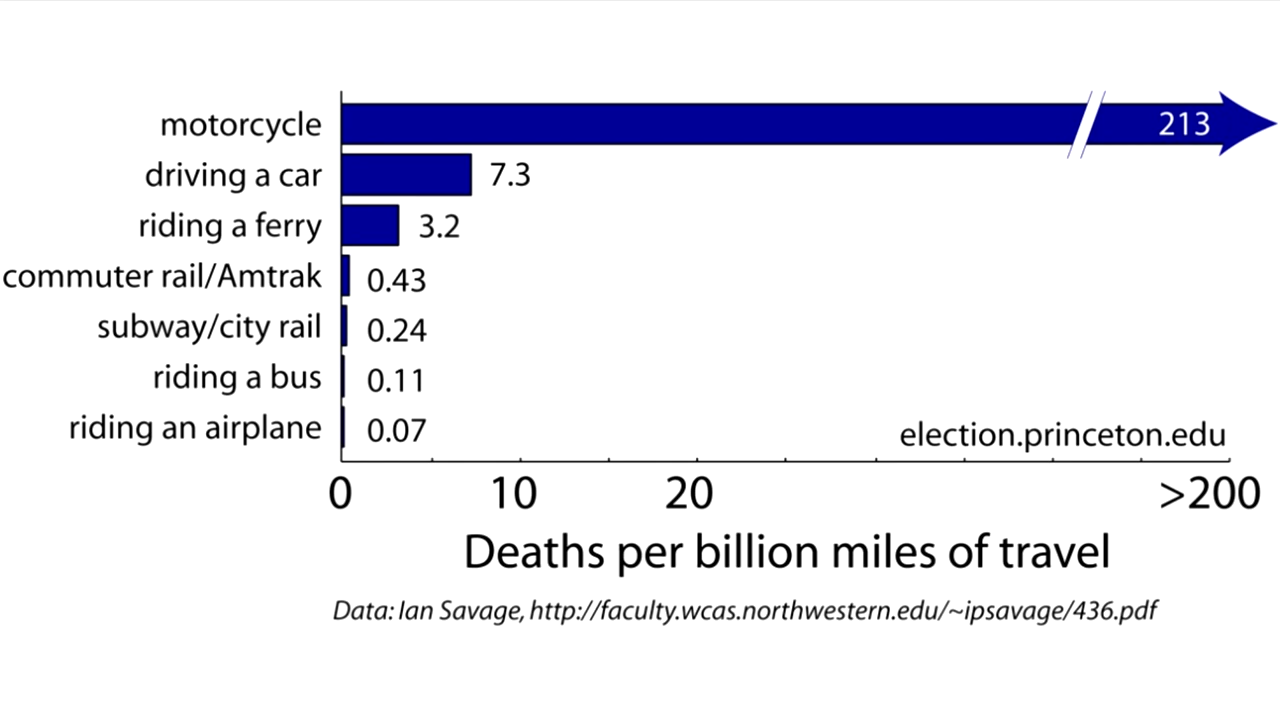 motorcycle 213
driving a car 7.3
riding a ferry 3.2
commuter rail/Amtrak 0.43
subway/city rail 0.24
riding a bus 0.11
riding an airplane 0.07
election.princeton.edu
0 10 20 >200
Deaths per billion miles of travel
Data: Ian Savage, http://faculty.wcas.northwestern.edu/~ipsavage/436.pdf